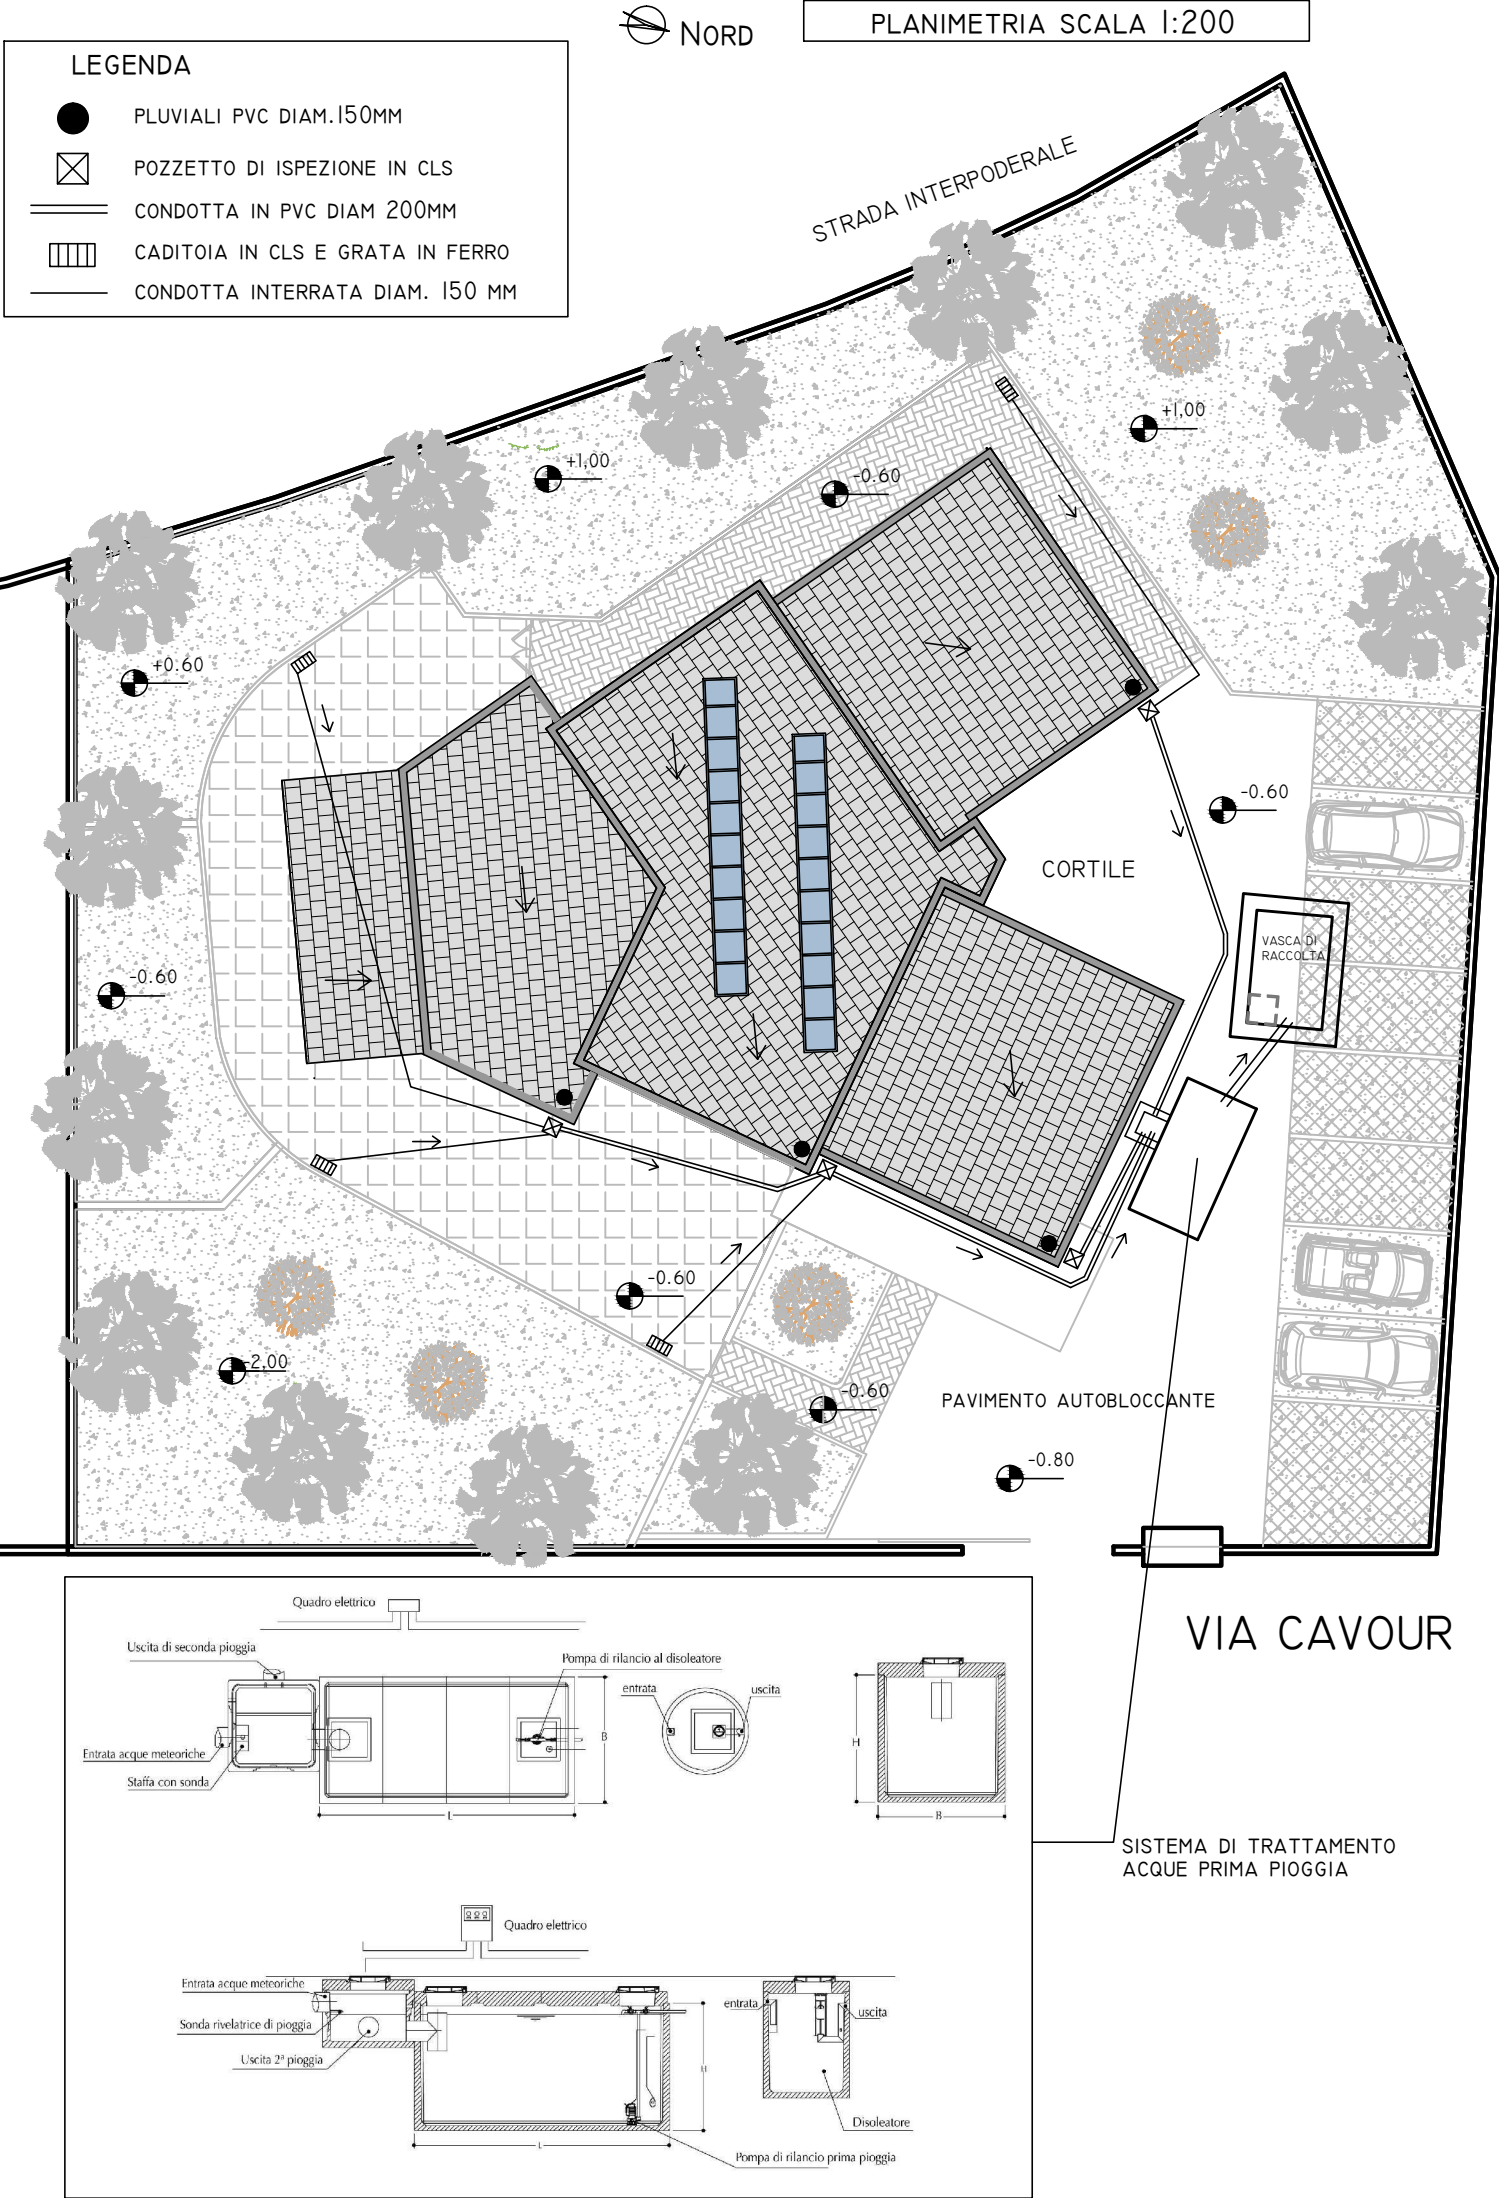 NORD
PLANIMETRIA SCALA 1:200
LEGENDA
PLUVIALI PVC DIAM.150MM
POZZETTO DI ISPEZIONE IN CLS
CONDOTTA IN PVC DIAM 200MM
CADITOIA IN CLS E GRATA IN FERRO
CONDOTTA INTERRATA DIAM. 150 MM
STRADA INTERPODERALE
+1,00
+1,00
-0.60
+0.60
-0.60
CORTILE
VASCA DI
RACCOLTA
-0.60
-0.60
-2,00
-0.60
PAVIMENTO AUTOBLOCCANTE
-0.80
VIA CAVOUR
Quadro elettrico
Uscita di seconda pioggia
Pompa di rilancio al disoleatore
entrata
uscita
Entrata acque meteoriche
Staffa con sonda
B
L
H
B
SISTEMA DI TRATTAMENTO
ACQUE PRIMA PIOGGIA
Quadro elettrico
Entrata acque meteoriche
Sonda rivelatrice di pioggia
Uscita 2ª pioggia
entrata
uscita
H
L
Disoleatore
Pompa di rilancio prima pioggia